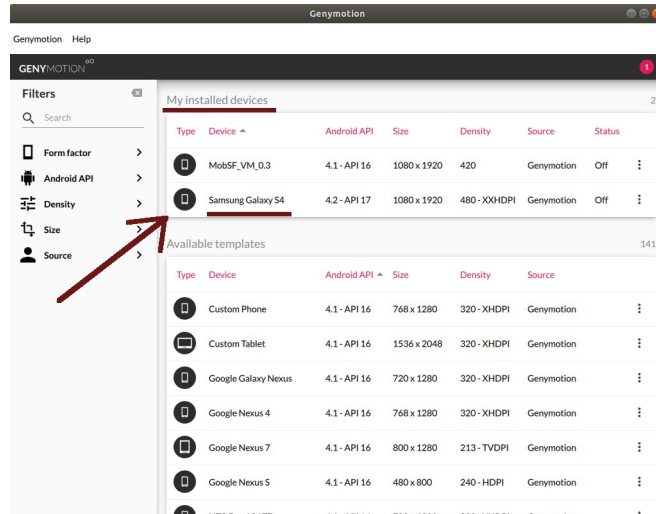 Genymotion
Genymotion Help
GENYMOTION
1
Filters
Search
Form factor
Android API
Density
Size
Source
My installed devices 2
Type Device Android API Size Density Source Status
MobSF_VM_0.3 4.1 - API 16 1080 x 1920 420 Genymotion Off
Samsung Galaxy S4 4.2 - API 17 1080 x 1920 480 - XXHDPI Genymotion Off
Available templates 141
Type Device Android API Size Density Source
Custom Phone 4.1 - API 16 768 x 1280 320 - XHDPI Genymotion
Custom Tablet 4.1 - API 16 1536 x 2048 320 - XHDPI Genymotion
Google Galaxy Nexus 4.1 - API 16 720 x 1280 320 - XHDPI Genymotion
Google Nexus 4 4.1 - API 16 768 x 1280 320 - XHDPI Genymotion
Google Nexus 7 4.1 - API 16 800 x 1280 213 - TVDPI Genymotion
Google Nexus S 4.1 - API 16 480 x 800 240 - HDPI Genymotion